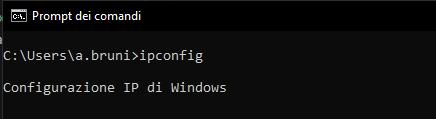 Prompt dei comandi
C:\Users\a.bruni>ipconfig
Configurazione IP di Windows